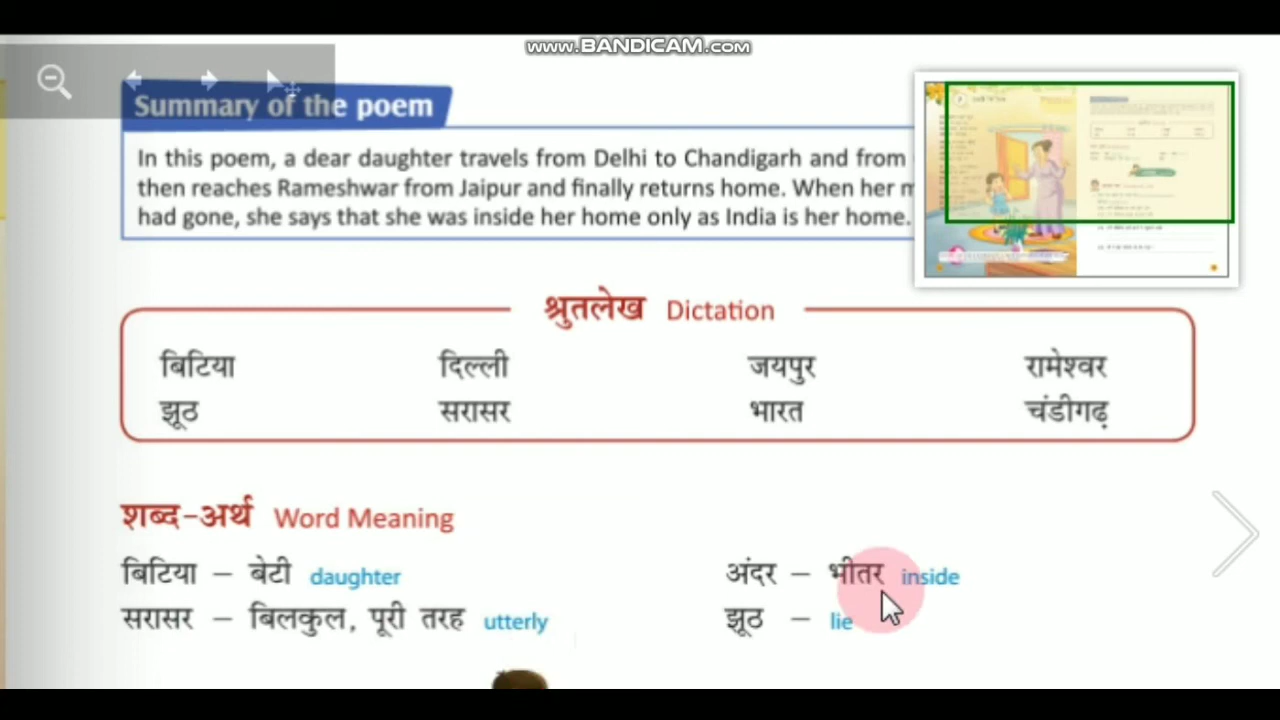 www.BANDICAM.com
Summary of the poem
In this poem, a dear daughter travels from Delhi to Chandigarh and from
then reaches Rameshwar from Jaipur and finally returns home. When her
had gone, she says that she was inside her home only as India is her home.
श्रुतलेख Dictation
बिटिया दिल्ली जयपुर रामेश्वर
झूठ सरासर भारत चंडीगढ़
शब्द-अर्थ Word Meaning
बिटिया – बेटी daughter अंदर – भीतर inside
सरासर – बिलकुल, पूरी तरह utterly झूठ – lie